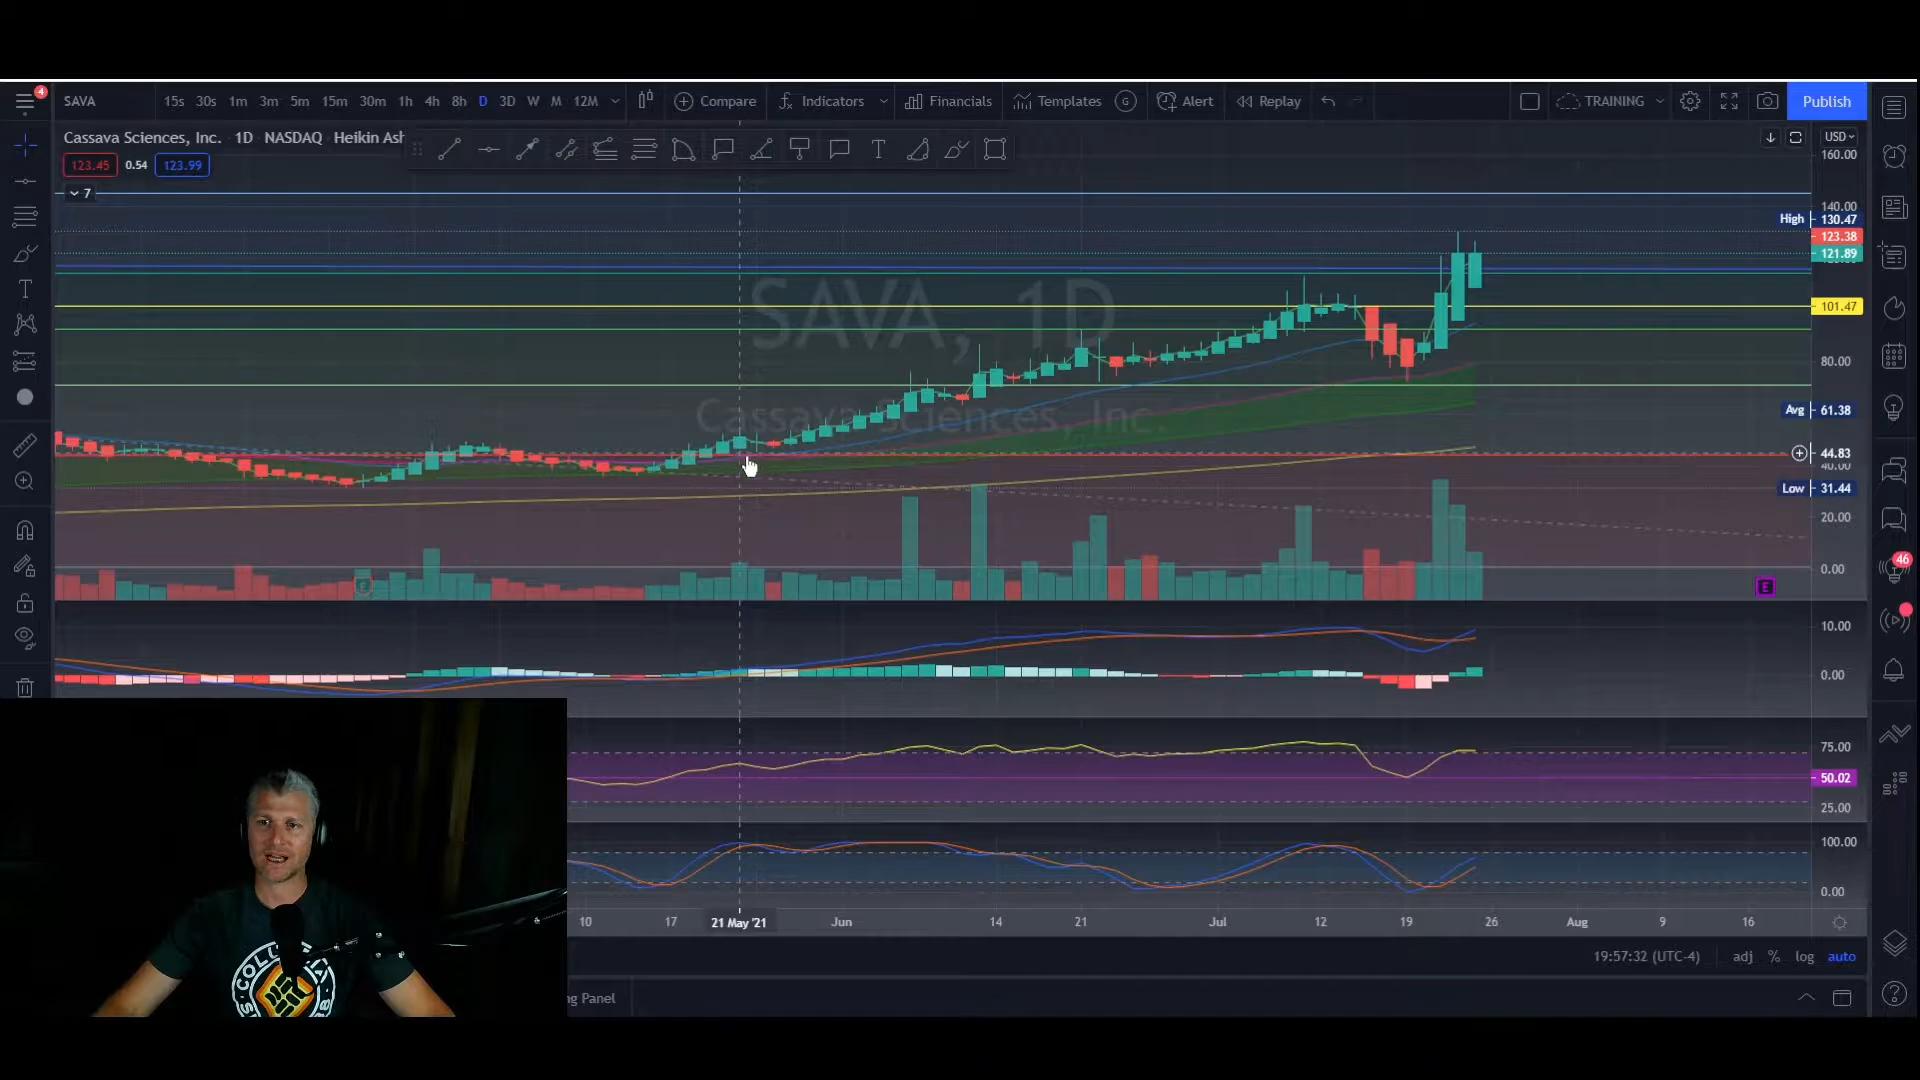 4
SAVA 15s 30s 1m 3m 5m 15m 30m 1h 4h 8h D 3D W M 12M Compare Indicators Financials Templates G Alert Replay TRAINING Publish
Cassava Sciences, Inc. 1D NASDAQ Heikin Ash
USD
123.45 0.54 123.99
160.00
7
140.00
High 130.47
123.38
121.89
SAVA, 1D
101.47
80.00
Cassava Sciences, Inc.
Avg 61.38
44.83
40.00
Low 31.44
20.00
46
0.00
E
E
10.00
0.00
75.00
50.02
25.00
100.00
0.00
10 17 21 May '21 Jun 14 21 Jul 12 19 26 Aug 9 16
19:57:32 (UTC-4) adj % log auto
ng Panel